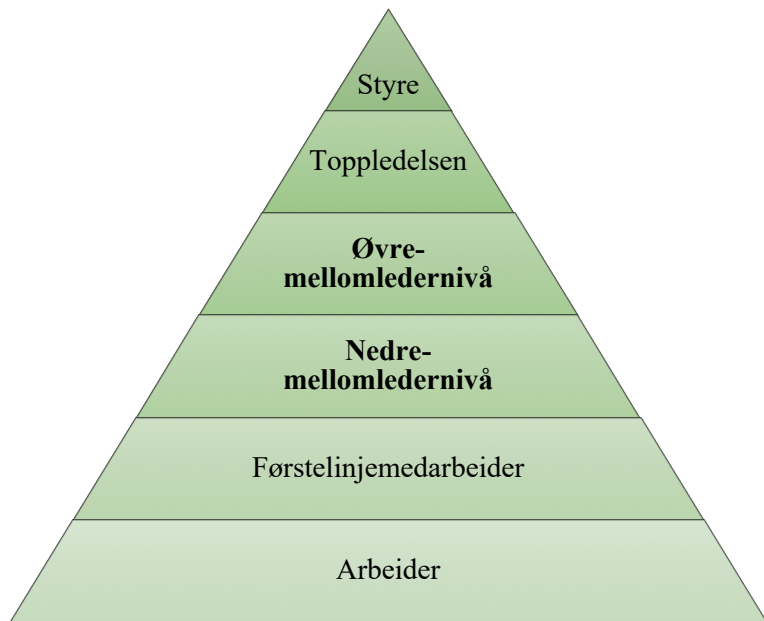 Styre
Toppledelsen
Øvre-
mellomledernivå
Nedre-
mellomledernivå
Førstelinjemedarbeider
Arbeider